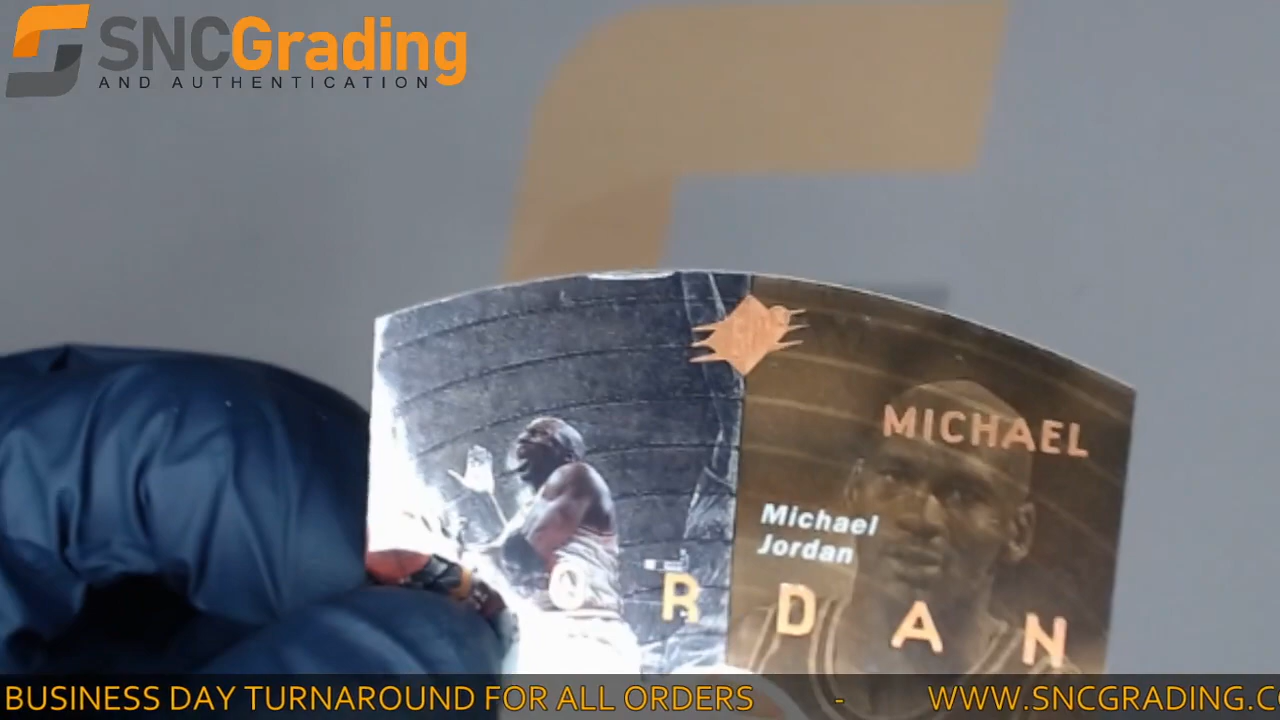 SNCGrading
AND AUTHENTICATION
MICHAEL
Michael
Jordan
O R D A N
BUSINESS DAY TURNAROUND FOR ALL ORDERS - WWW.SNCGRADING.C